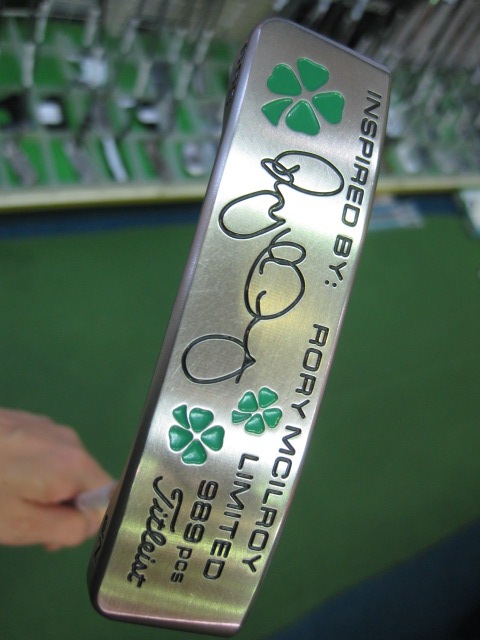 INSPIRED BY: RORY MCILROY
LIMITED
989 PCS
Titleist